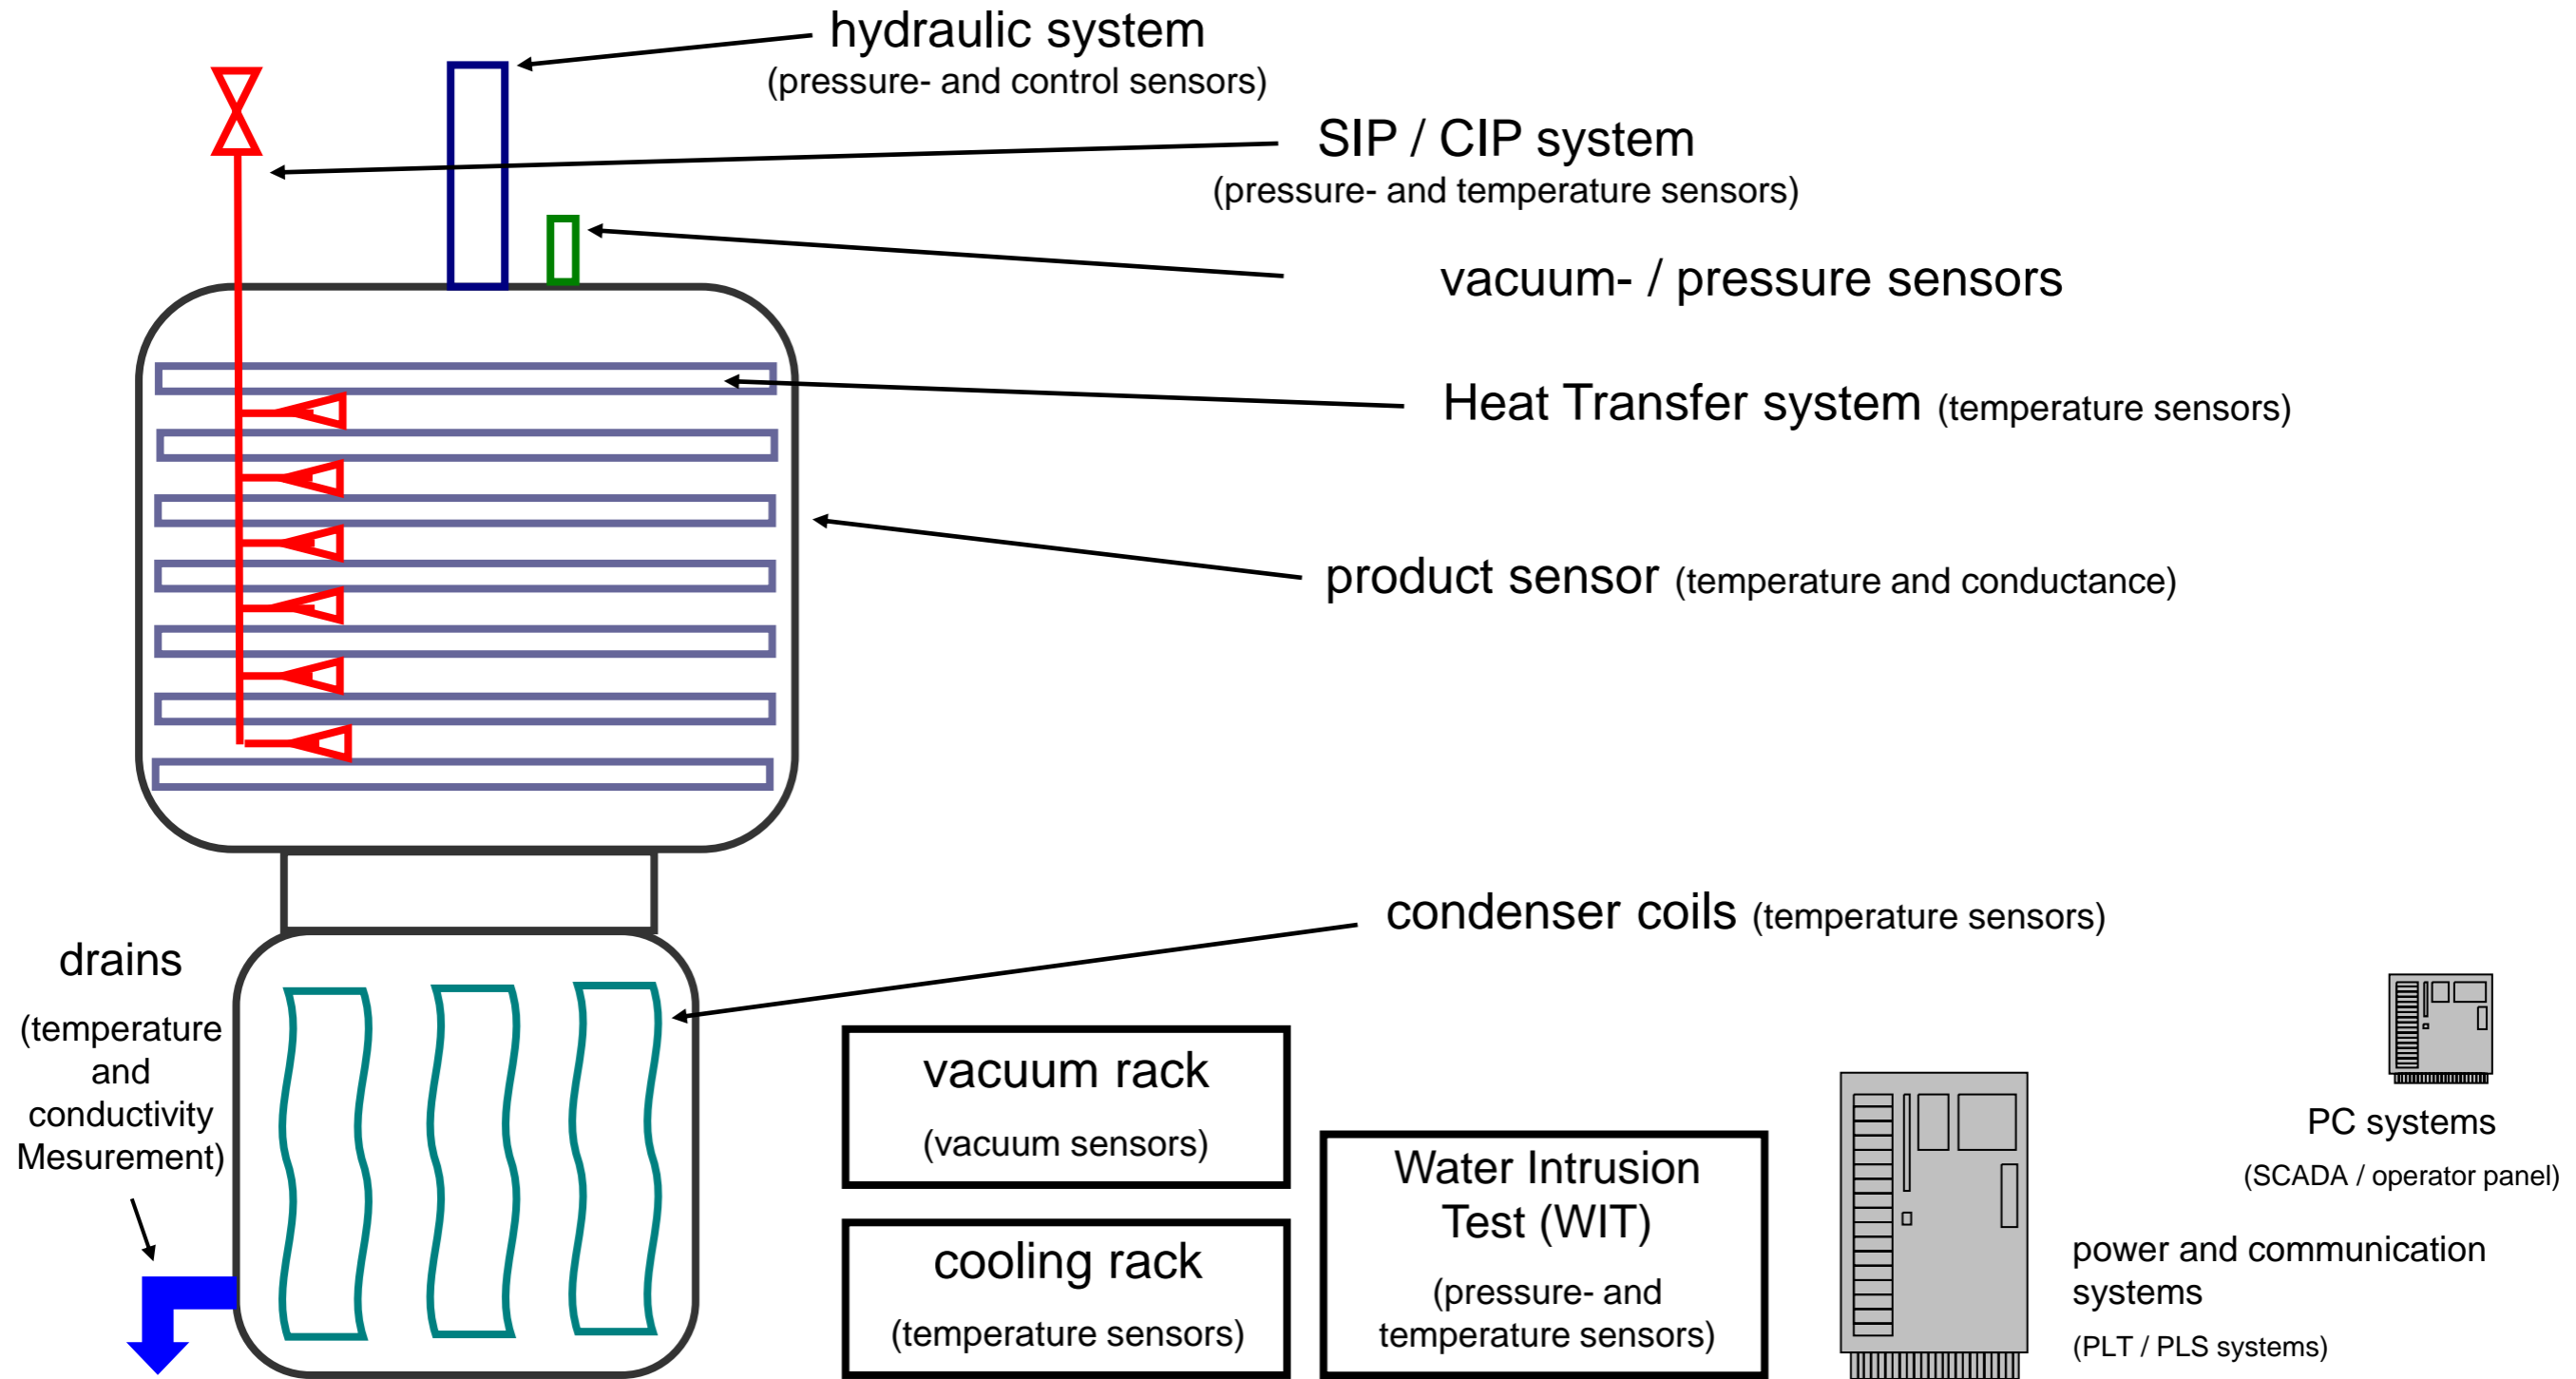 hydraulic system
(pressure- and control sensors)
SIP / CIP system
(pressure- and temperature sensors)
vacuum- / pressure sensors
Heat Transfer system (temperature sensors)
product sensor (temperature and conductance)
condenser coils (temperature sensors)
drains
(temperature
and
conductivity
Mesurement)
vacuum rack
(vacuum sensors)
cooling rack
(temperature sensors)
Water Intrusion
Test (WIT)
(pressure- and
temperature sensors)
PC systems
(SCADA / operator panel)
power and communication
systems
(PLT / PLS systems)